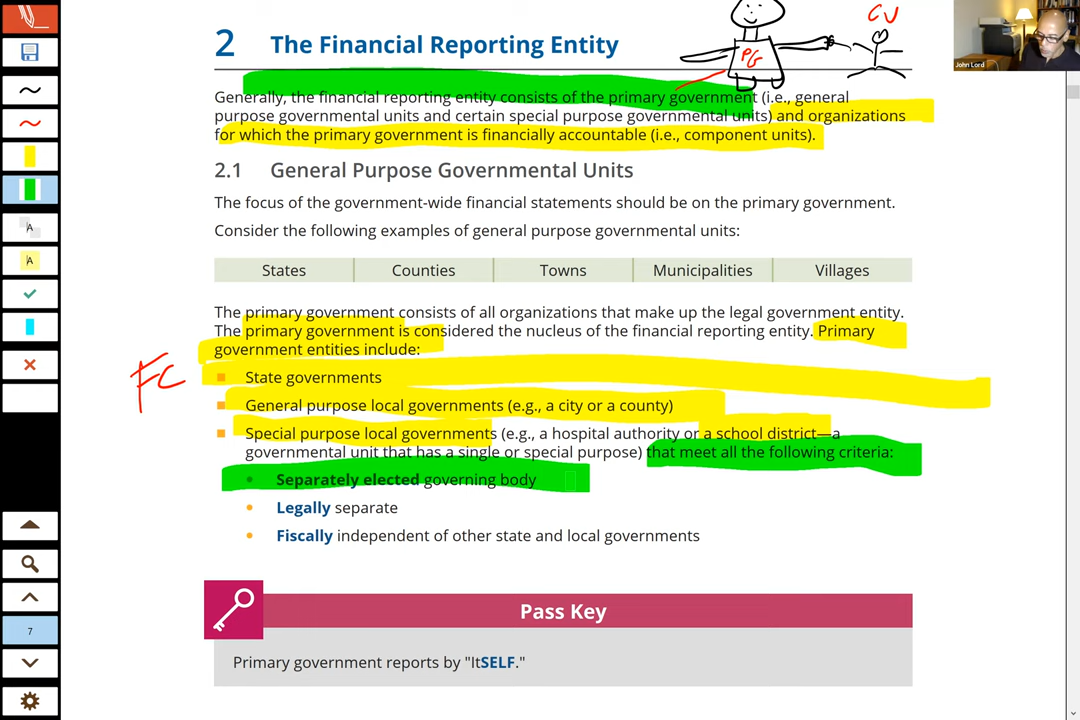 2 The Financial Reporting Entity
PG
CU
John Lord
Generally, the financial reporting entity consists of the primary government (i.e., general
purpose governmental units and certain special purpose governmental units) and organizations
for which the primary government is financially accountable (i.e., component units).
2.1 General Purpose Governmental Units
The focus of the government-wide financial statements should be on the primary government.
Consider the following examples of general purpose governmental units:
States Counties Towns Municipalities Villages
The primary government consists of all organizations that make up the legal government entity.
The primary government is considered the nucleus of the financial reporting entity. Primary
government entities include:
FC
State governments
General purpose local governments (e.g., a city or a county)
Special purpose local governments (e.g., a hospital authority or a school district—a
governmental unit that has a single or special purpose) that meet all the following criteria:
Separately elected governing body
Legally separate
Fiscally independent of other state and local governments
Pass Key
Primary government reports by "ItSELF."
A
A
7